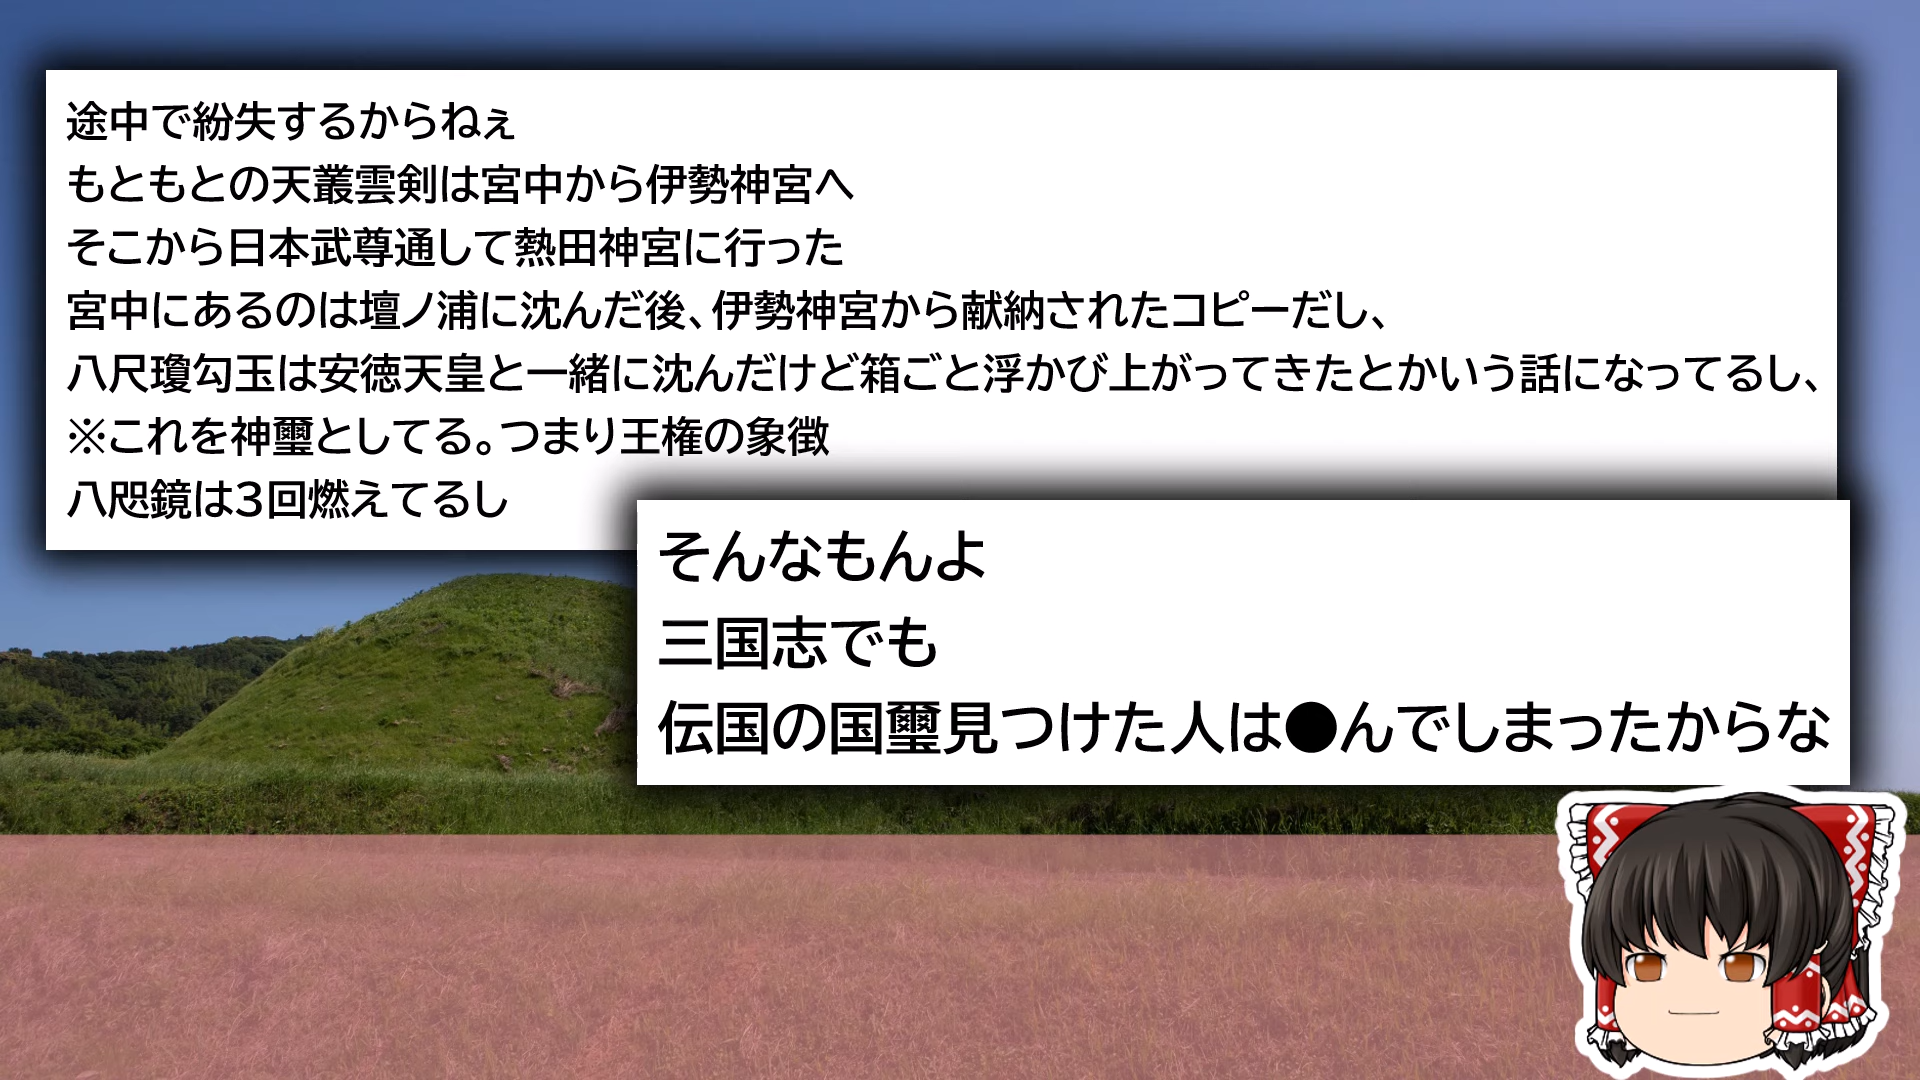 途中で紛失するからねぇ
もともとの天叢雲剣は宮中から伊勢神宮へ
そこから日本武尊通して熱田神宮に行った
宮中にあるのは壇ノ浦に沈んだ後、伊勢神宮から献納されたコピーだし、
八尺瓊勾玉は安徳天皇と一緒に沈んだけど箱ごと浮かび上がってきたとかいう話になってるし、
※これを神璽としてる。つまり王権の象徴
八咫鏡は3回燃えてるし
そんなもんよ
三国志でも
伝国の国璽見つけた人は●んでしまったからな